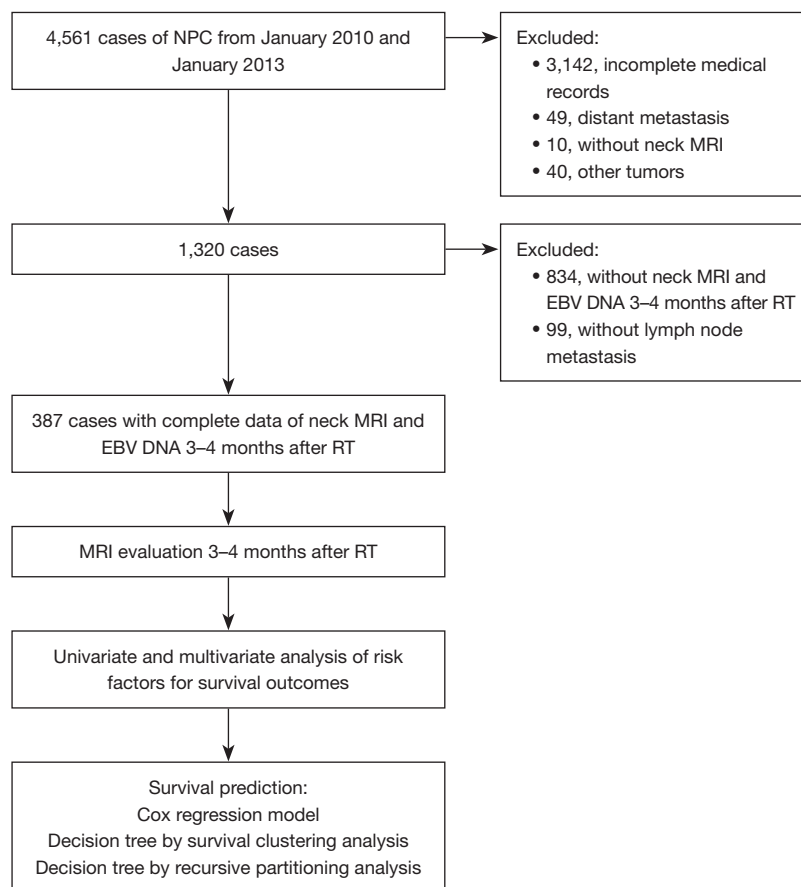 4,561 cases of NPC from January 2010 and
January 2013
Excluded:
• 3,142, incomplete medical
records
• 49, distant metastasis
• 10, without neck MRI
• 40, other tumors
1,320 cases
Excluded:
• 834, without neck MRI and
EBV DNA 3–4 months after RT
• 99, without lymph node
metastasis
387 cases with complete data of neck MRI and
EBV DNA 3–4 months after RT
MRI evaluation 3–4 months after RT
Univariate and multivariate analysis of risk
factors for survival outcomes
Survival prediction:
Cox regression model
Decision tree by survival clustering analysis
Decision tree by recursive partitioning analysis